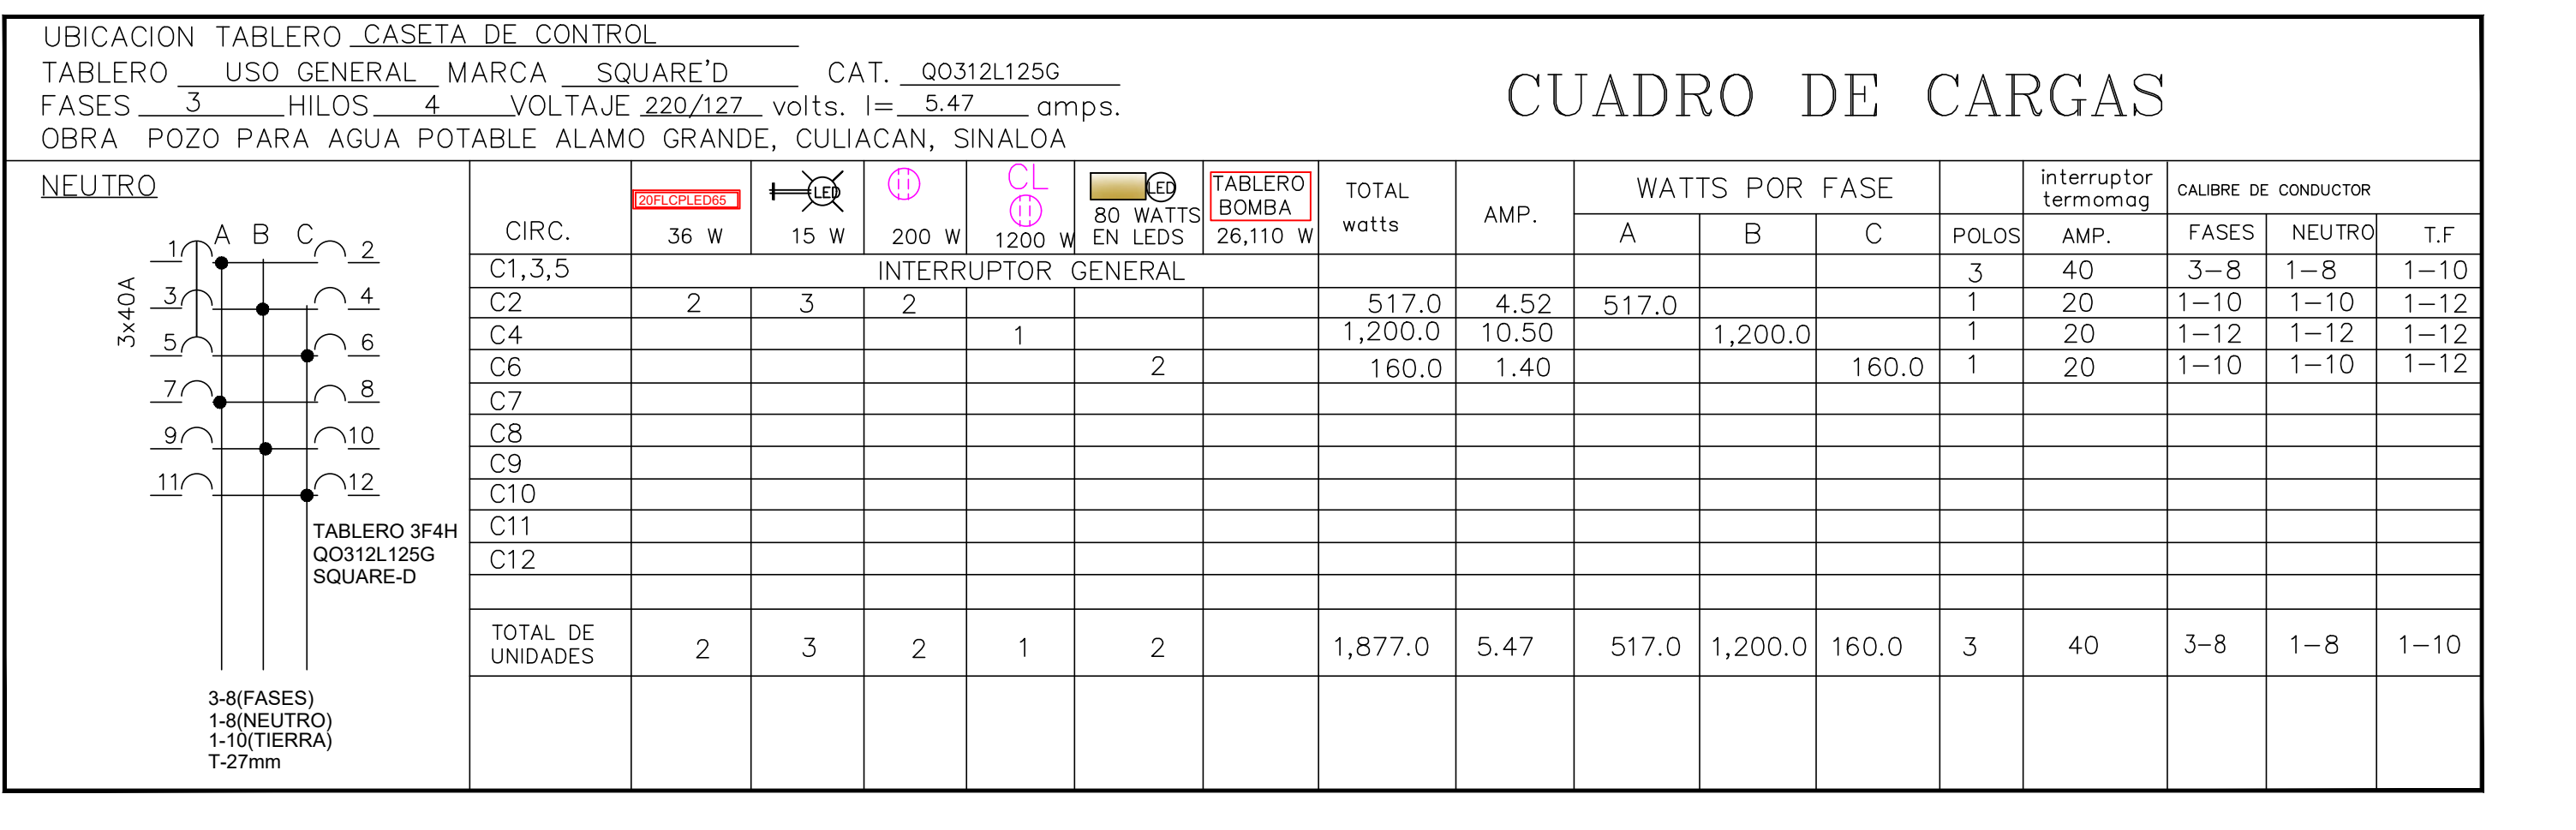 UBICACION TABLERO CASETA DE CONTROL
TABLERO USO GENERAL MARCA SQUARE'D CAT. QO312L125G
FASES 3 HILOS 4 VOLTAJE 220/127 volts. I= 5.47 amps.
OBRA POZO PARA AGUA POTABLE ALAMO GRANDE, CULIACAN, SINALOA
CUADRO DE CARGAS
NEUTRO
A B C
1 2
3 4
5 6
7 8
9 10
11 12
3x40A
TABLERO 3F4H
QO312L125G
SQUARE-D
3-8(FASES)
1-8(NEUTRO)
1-10(TIERRA)
T-27mm
CIRC.
20FLCPLED65
36 W
LED
15 W
200 W
CL
1200 W
LED
80 WATTS
EN LEDS
TABLERO
BOMBA
26,110 W
TOTAL
watts
AMP.
WATTS POR FASE
A B C
POLOS
interruptor
termomag
AMP.
CALIBRE DE CONDUCTOR
FASES NEUTRO T.F
C1,3,5 INTERRUPTOR GENERAL 3 40 3-8 1-8 1-10
C2 2 3 2 517.0 4.52 517.0 1 20 1-10 1-10 1-12
C4 1 1,200.0 10.50 1,200.0 1 20 1-12 1-12 1-12
C6 2 160.0 1.40 160.0 1 20 1-10 1-10 1-12
C7
C8
C9
C10
C11
C12
TOTAL DE
UNIDADES
2 3 2 1 2 1,877.0 5.47 517.0 1,200.0 160.0 3 40 3-8 1-8 1-10